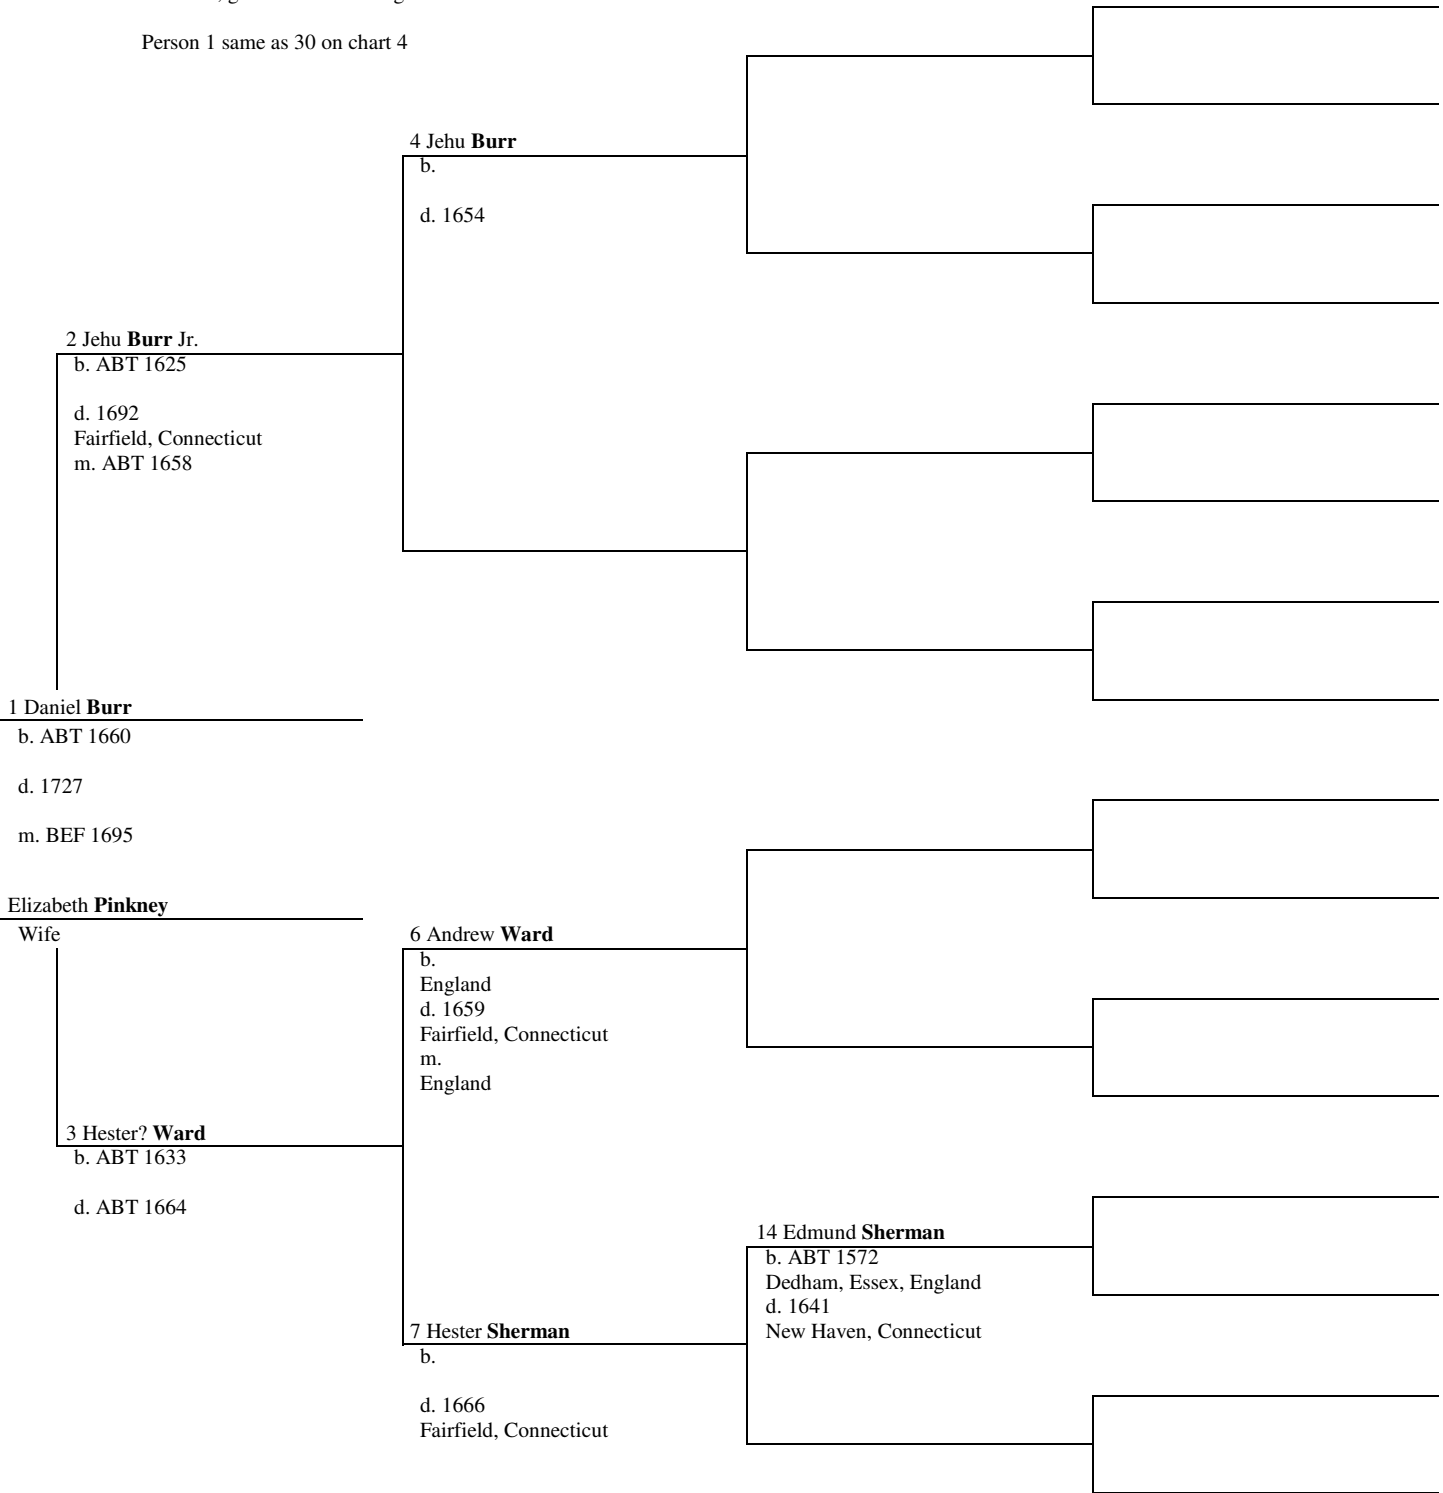 Person 1 same as 30 on chart 4
4 Jehu Burr
b.
d. 1654
2 Jehu Burr Jr.
b. ABT 1625
d. 1692
Fairfield, Connecticut
m. ABT 1658
1 Daniel Burr
b. ABT 1660
d. 1727
m. BEF 1695
Elizabeth Pinkney
Wife
6 Andrew Ward
b.
England
d. 1659
Fairfield, Connecticut
m.
England
3 Hester? Ward
b. ABT 1633
d. ABT 1664
14 Edmund Sherman
b. ABT 1572
Dedham, Essex, England
d. 1641
New Haven, Connecticut
7 Hester Sherman
b.
d. 1666
Fairfield, Connecticut